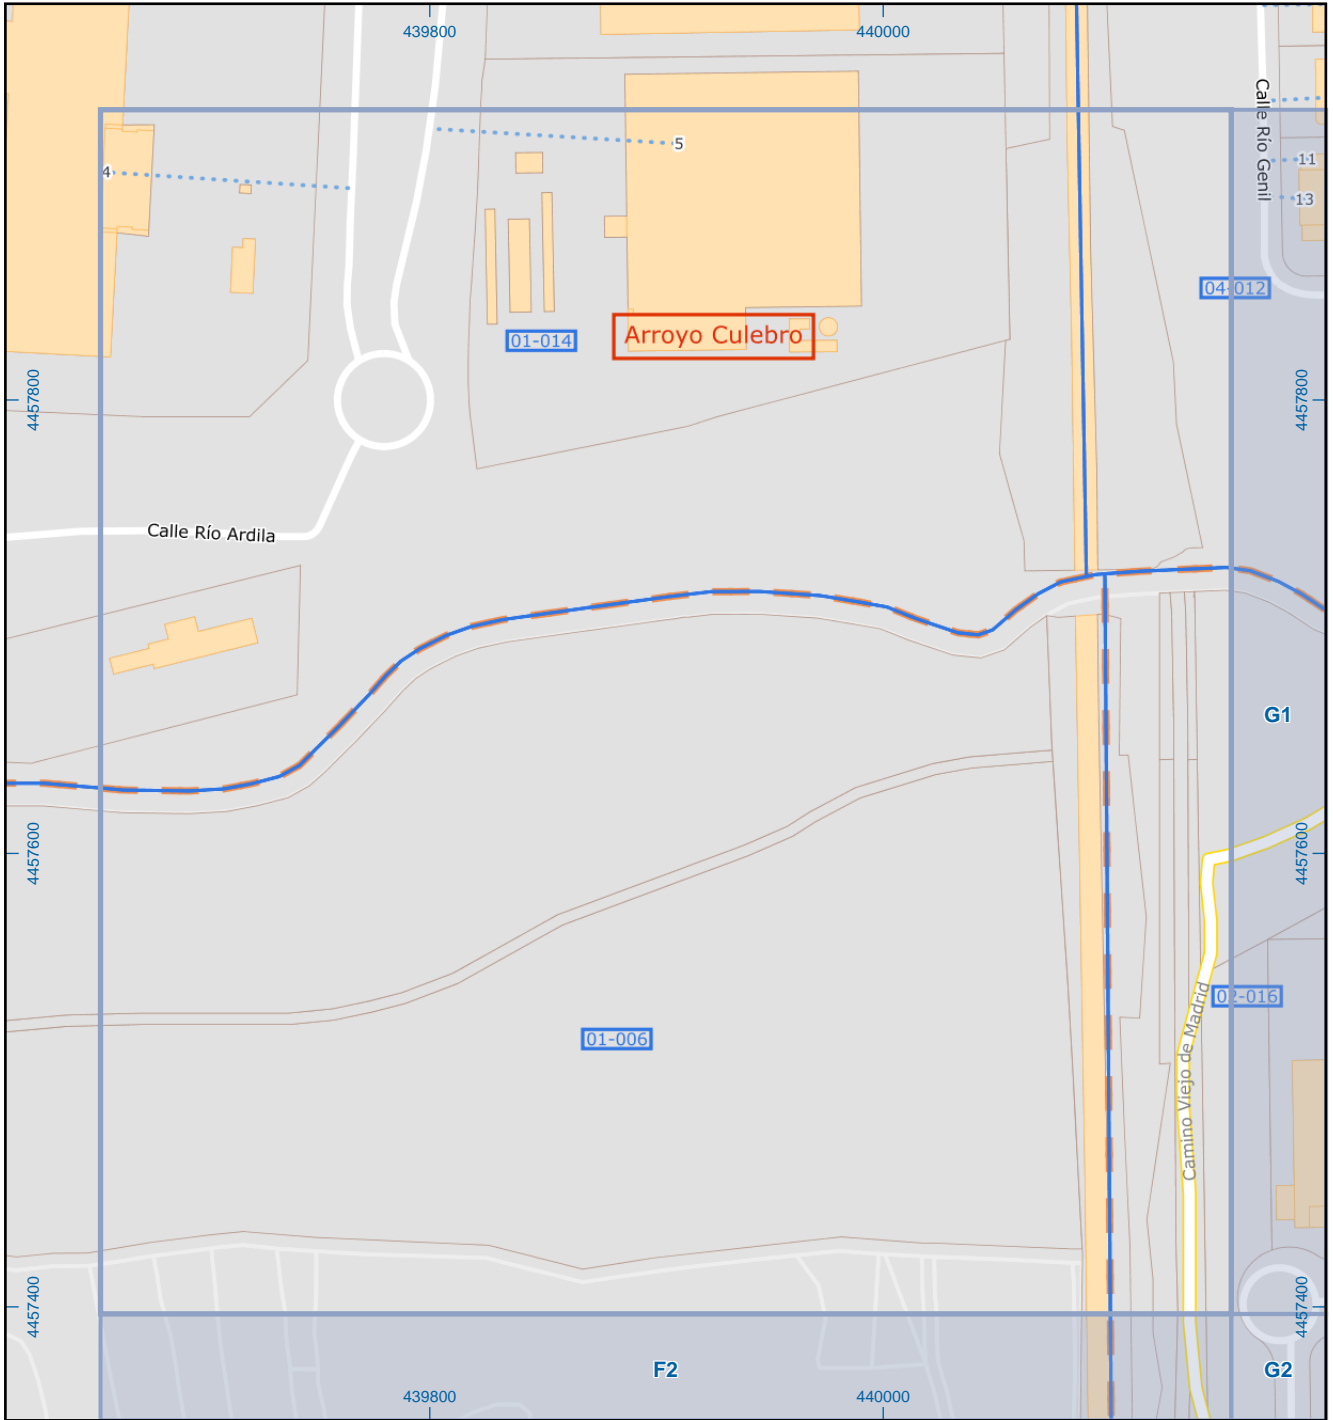 439800
440000
Calle Río Genil
5
4
11
13
04-012
01-014
Arroyo Culebro
4457800
4457800
Calle Río Ardila
G1
4457600
4457600
Camino Viejo de Madrid
02-016
01-006
4457400
4457400
F2
G2
439800
440000